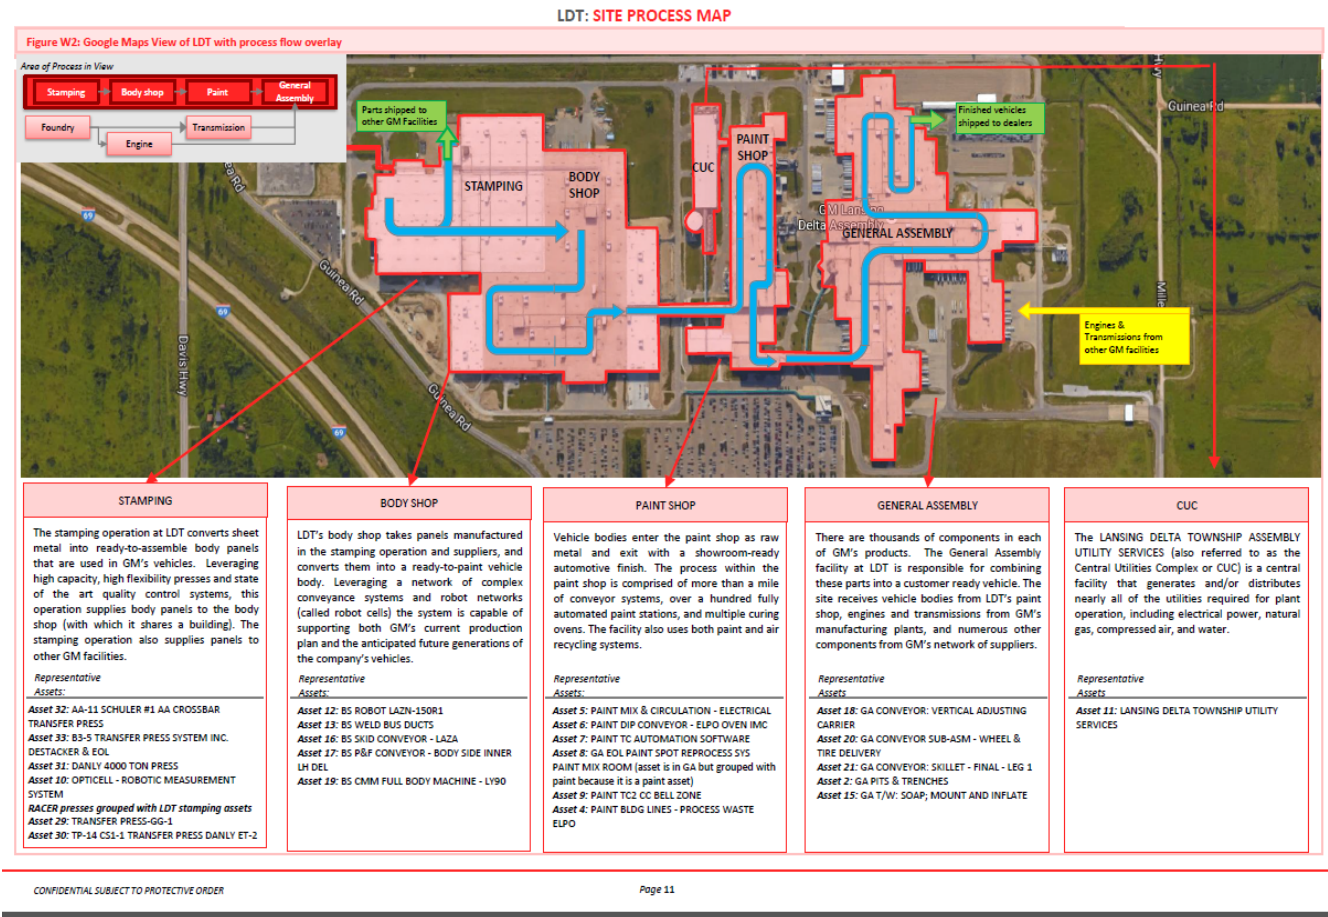 LDT: SITE PROCESS MAP
Figure W2: Google Maps View of LDT with process flow overlay
Area of Process in View
Stamping
Body shop
Paint
General
Assembly
Foundry
Transmission
Engine
Parts shipped to
other GM Facilities
STAMPING
BODY
SHOP
CUC
PAINT
SHOP
GM Lansing
Delta Assembly
GENERAL ASSEMBLY
Finished vehicles
shipped to dealers
Engines &
Transmissions from
other GM facilities
Guinea Rd
Hwy
Mille
69
ea Rd
Guinea Rd
69
Davis Hwy
Guinea Rd
69
STAMPING
The stamping operation at LDT converts sheet
metal into ready-to-assemble body panels
that are used in GM's vehicles. Leveraging
high capacity, high flexibility presses and state
of the art quality control systems, this
operation supplies body panels to the body
shop (with which it shares a building). The
stamping operation also supplies panels to
other GM facilities.
Representative
Assets:
Asset 32: AA-11 SCHULER #1 AA CROSSBAR
TRANSFER PRESS
Asset 33: B3-5 TRANSFER PRESS SYSTEM INC.
DESTACKER & EOL
Asset 31: DANLY 4000 TON PRESS
Asset 10: OPTICELL - ROBOTIC MEASUREMENT
SYSTEM
RACER presses grouped with LDT stamping assets
Asset 29: TRANSFER PRESS-GG-1
Asset 30: TP-14 CS1-1 TRANSFER PRESS DANLY ET-2
BODY SHOP
LDT's body shop takes panels manufactured
in the stamping operation and suppliers, and
converts them into a ready-to-paint vehicle
body. Leveraging a network of complex
conveyance systems and robot networks
(called robot cells) the system is capable of
supporting both GM's current production
plan and the anticipated future generations of
the company's vehicles.
Representative
Assets:
Asset 12: BS ROBOT LAZN-150R1
Asset 13: BS WELD BUS DUCTS
Asset 16: BS SKID CONVEYOR - LAZA
Asset 17: BS P&F CONVEYOR - BODY SIDE INNER
LH DEL
Asset 19: BS CMM FULL BODY MACHINE - LY90
PAINT SHOP
Vehicle bodies enter the paint shop as raw
metal and exit with a showroom-ready
automotive finish. The process within the
paint shop is comprised of more than a mile
of conveyor systems, over a hundred fully
automated paint stations, and multiple curing
ovens. The facility also uses both paint and air
recycling systems.
Representative
Assets:
Asset 5: PAINT MIX & CIRCULATION - ELECTRICAL
Asset 6: PAINT DIP CONVEYOR - ELPO OVEN IMC
Asset 7: PAINT TC AUTOMATION SOFTWARE
Asset 8: GA EOL PAINT SPOT REPROCESS SYS
PAINT MIX ROOM (asset is in GA but grouped with
paint because it is a paint asset)
Asset 9: PAINT TC2 CC BELL ZONE
Asset 4: PAINT BLDG LINES - PROCESS WASTE
ELPO
GENERAL ASSEMBLY
There are thousands of components in each
of GM's products. The General Assembly
facility at LDT is responsible for combining
these parts into a customer ready vehicle. The
site receives vehicle bodies from LDT's paint
shop, engines and transmissions from GM's
manufacturing plants, and numerous other
components from GM's network of suppliers.
Representative
Assets
Asset 18: GA CONVEYOR: VERTICAL ADJUSTING
CARRIER
Asset 20: GA CONVEYOR SUB-ASM - WHEEL &
TIRE DELIVERY
Asset 21: GA CONVEYOR: SKILLET - FINAL - LEG 1
Asset 2: GA PITS & TRENCHES
Asset 15: GA T/W: SOAP; MOUNT AND INFLATE
CUC
The LANSING DELTA TOWNSHIP ASSEMBLY
UTILITY SERVICES (also referred to as the
Central Utilities Complex or CUC) is a central
facility that generates and/or distributes
nearly all of the utilities required for plant
operation, including electrical power, natural
gas, compressed air, and water.
Representative
Assets:
Asset 11: LANSING DELTA TOWNSHIP UTILITY
SERVICES
CONFIDENTIAL SUBJECT TO PROTECTIVE ORDER
Page 11